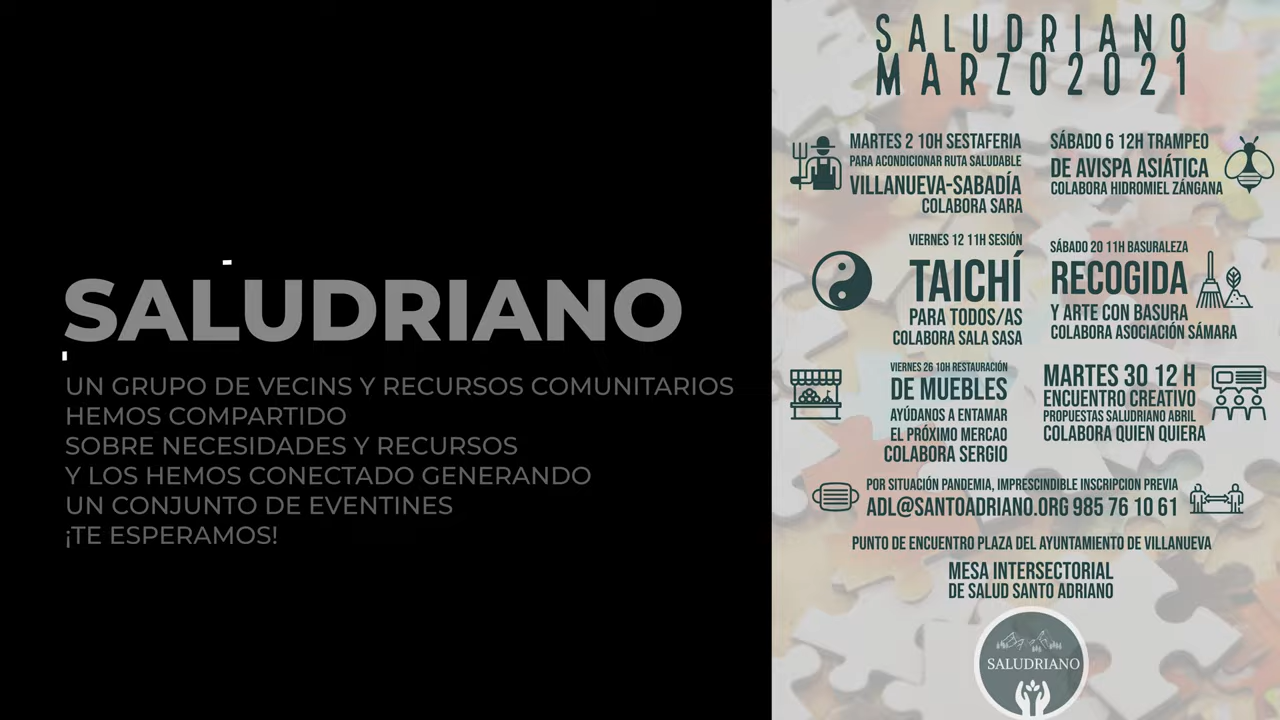 SALUDRIANO
UN GRUPO DE VECINS Y RECURSOS COMUNITARIOS
HEMOS COMPARTIDO
SOBRE NECESIDADES Y RECURSOS
Y LOS HEMOS CONECTADO GENERANDO
UN CONJUNTO DE EVENTINES
¡TE ESPERAMOS!
SALUDRIANO
MARZO2021
MARTES 2 10H SESTAFERIA
PARA ACONDICIONAR RUTA SALUDABLE
VILLANUEVA-SABADÍA
COLABORA SARA
SÁBADO 6 12H TRAMPEO
DE AVISPA ASIÁTICA
COLABORA HIDROMIEL ZÁNGANA
VIERNES 12 11H SESIÓN
TAICHÍ
PARA TODOS/AS
COLABORA SALA SASA
SÁBADO 20 11H BASURALEZA
RECOGIDA
Y ARTE CON BASURA
COLABORA ASOCIACIÓN SÁMARA
VIERNES 26 10H RESTAURACIÓN
DE MUEBLES
AYÚDANOS A ENTAMAR
EL PRÓXIMO MERCAO
COLABORA SERGIO
MARTES 30 12 H
ENCUENTRO CREATIVO
PROPUESTAS SALUDRIANO ABRIL
COLABORA QUIEN QUIERA
POR SITUACIÓN PANDEMIA, IMPRESCINDIBLE INSCRIPCION PREVIA
ADL@SANTOADRIANO.ORG 985 76 10 61
PUNTO DE ENCUENTRO PLAZA DEL AYUNTAMIENTO DE VILLANUEVA
MESA INTERSECTORIAL
DE SALUD SANTO ADRIANO
SALUDRIANO